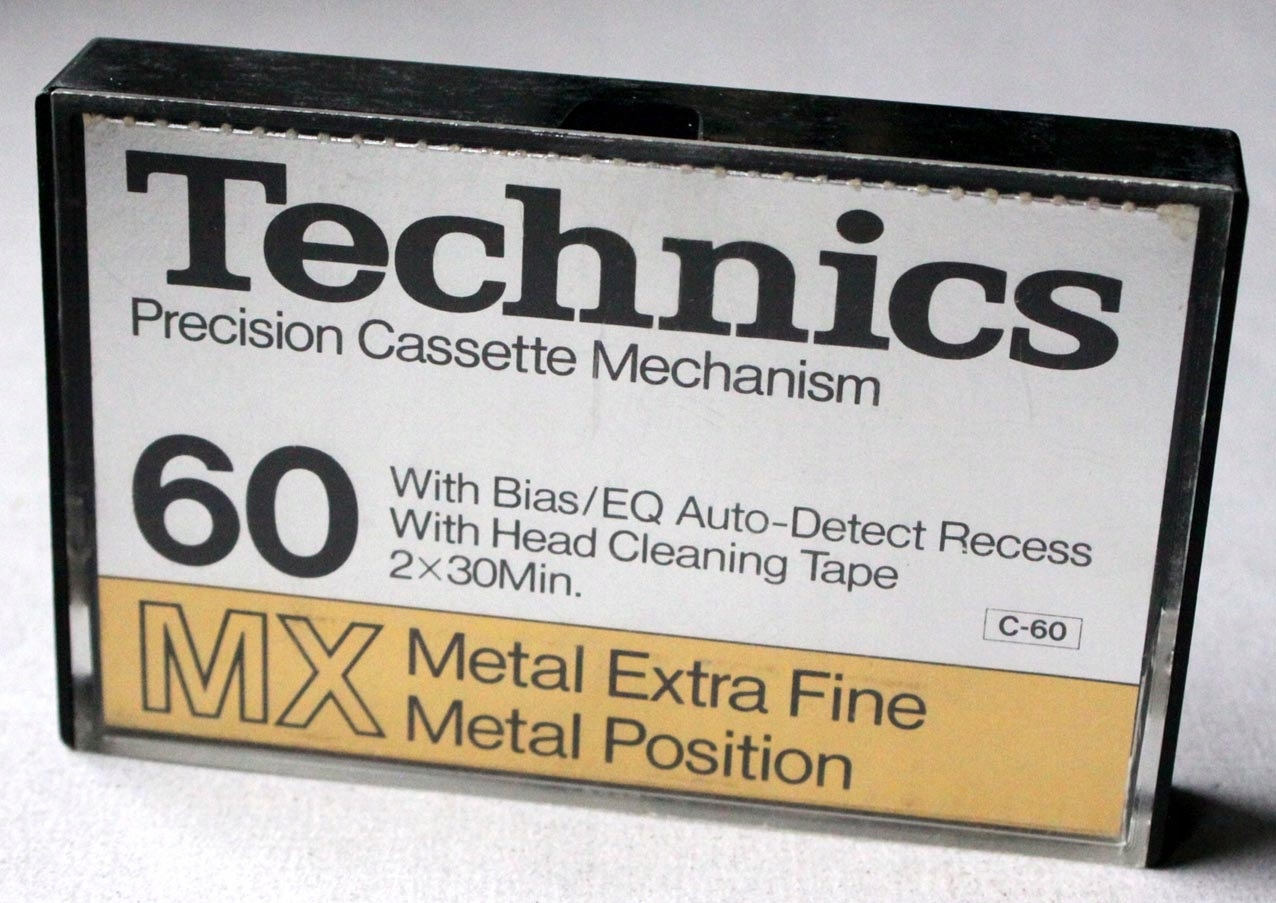 Technics
Precision Cassette Mechanism
60
With Bias/EQ Auto-Detect Recess
With Head Cleaning Tape
2×30Min.
C-60
MX
Metal Extra Fine
Metal Position